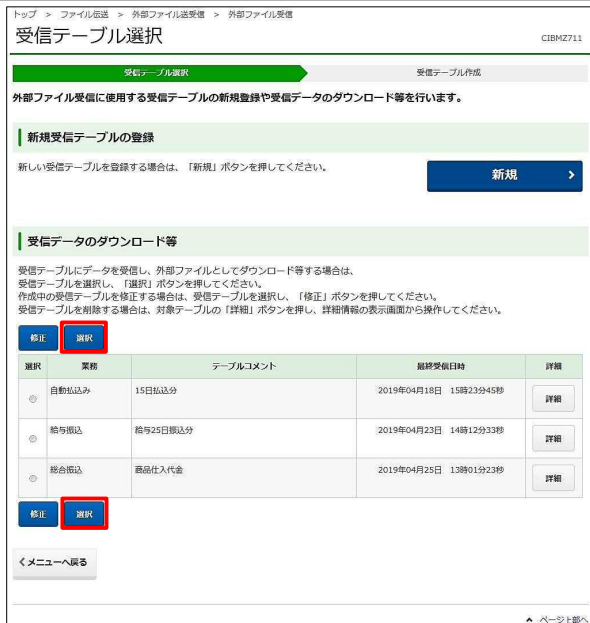 トップ > ファイル伝送 > 外部ファイル送受信 > 外部ファイル受信
受信テーブル選択
CIBMZ711
受信テーブル選択 受信テーブル作成
外部ファイル受信に使用する受信テーブルの新規登録や受信データのダウンロード等を行います。
新規受信テーブルの登録
新しい受信テーブルを登録する場合は、「新規」ボタンを押してください。
新規
受信データのダウンロード等
受信テーブルにデータを受信し、外部ファイルとしてダウンロード等する場合は、
受信テーブルを選択し、「選択」ボタンを押してください。
作成中の受信テーブルを修正する場合は、受信テーブルを選択し、「修正」ボタンを押してください。
受信テーブルを削除する場合は、対象テーブルの「詳細」ボタンを押し、詳細情報の表示画面から操作してください。
修正 選択
選択 業務 テーブルコメント 最終受信日時 詳細
自動払込み 15日払込分 2019年04月18日 15時23分45秒 詳細
給与振込 給与25日振込分 2019年04月23日 14時12分33秒 詳細
総合振込 商品仕入代金 2019年04月25日 13時01分23秒 詳細
修正 選択
メニューへ戻る
ページ上部へ